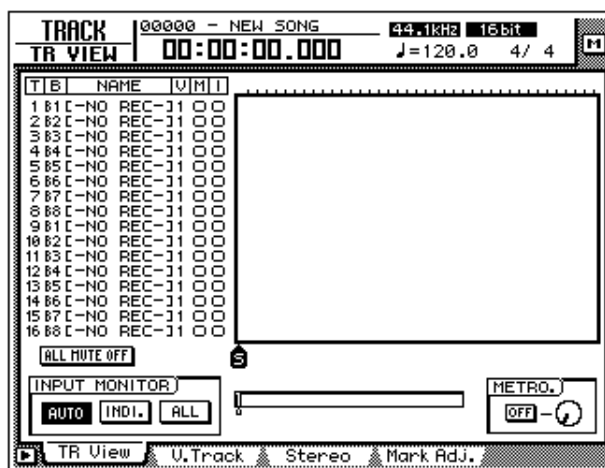 TRACK
00000 - NEW SONG
44.1kHz 16bit
TR VIEW
00:00:00.000
♩=120.0 4/ 4
M
T B NAME V M I
1 B1[-NO REC-]1
2 B2[-NO REC-]1
3 B3[-NO REC-]1
4 B4[-NO REC-]1
5 B5[-NO REC-]1
6 B6[-NO REC-]1
7 B7[-NO REC-]1
8 B8[-NO REC-]1
9 B1[-NO REC-]1
10 B2[-NO REC-]1
11 B3[-NO REC-]1
12 B4[-NO REC-]1
13 B5[-NO REC-]1
14 B6[-NO REC-]1
15 B7[-NO REC-]1
16 B8[-NO REC-]1
ALL MUTE OFF
S
INPUT MONITOR
AUTO INDI. ALL
METRO.
OFF
TR View V.Track Stereo Mark Adj.